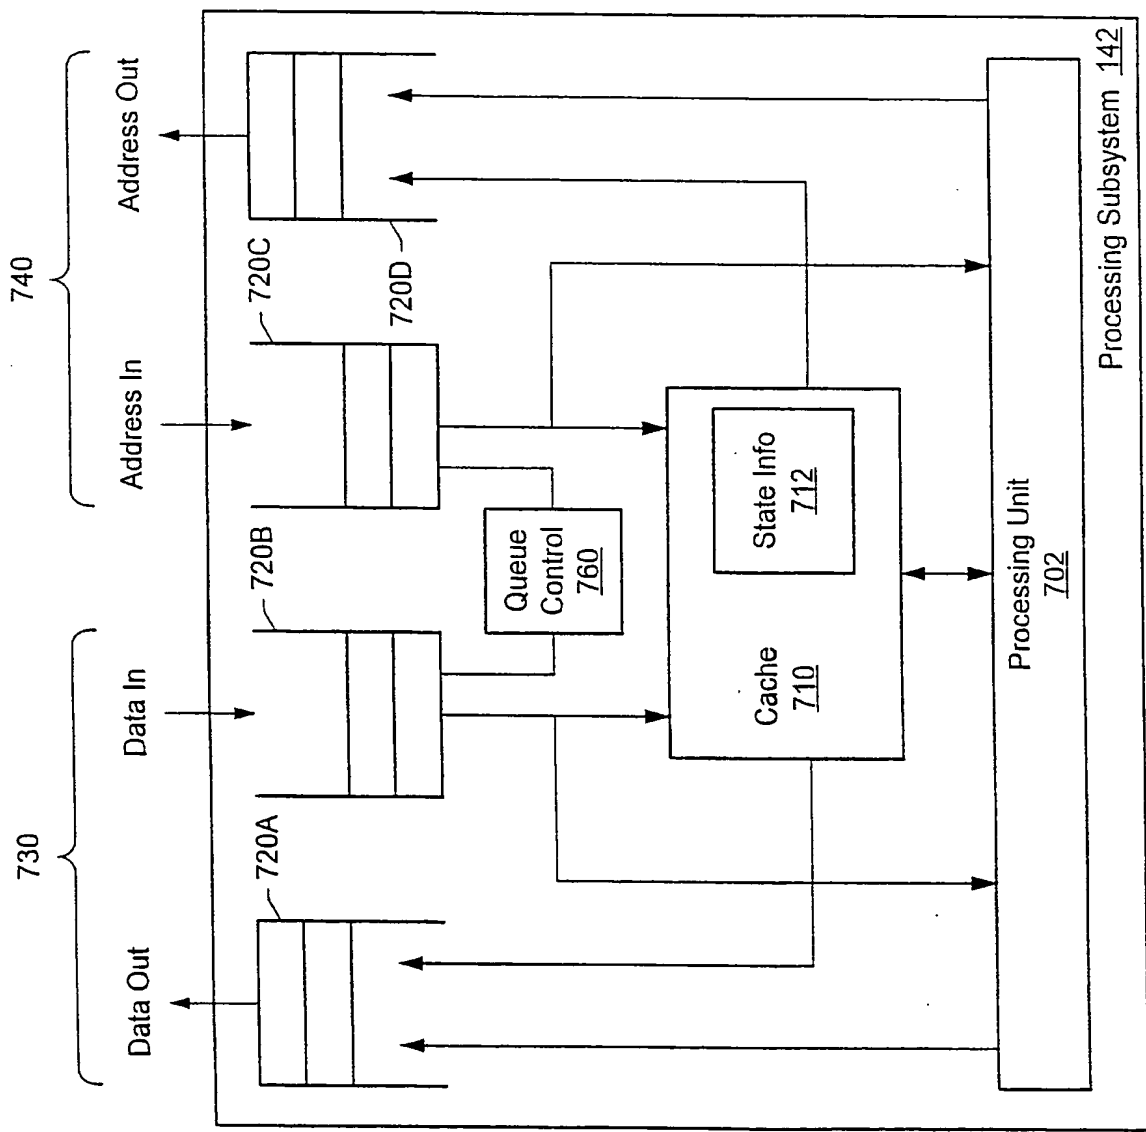 730
740
Data Out
Data In
Address In
Address Out
720A
720B
720C
720D
Queue
Control
760
Cache
710
State Info
712
Processing Unit
702
Processing Subsystem 142